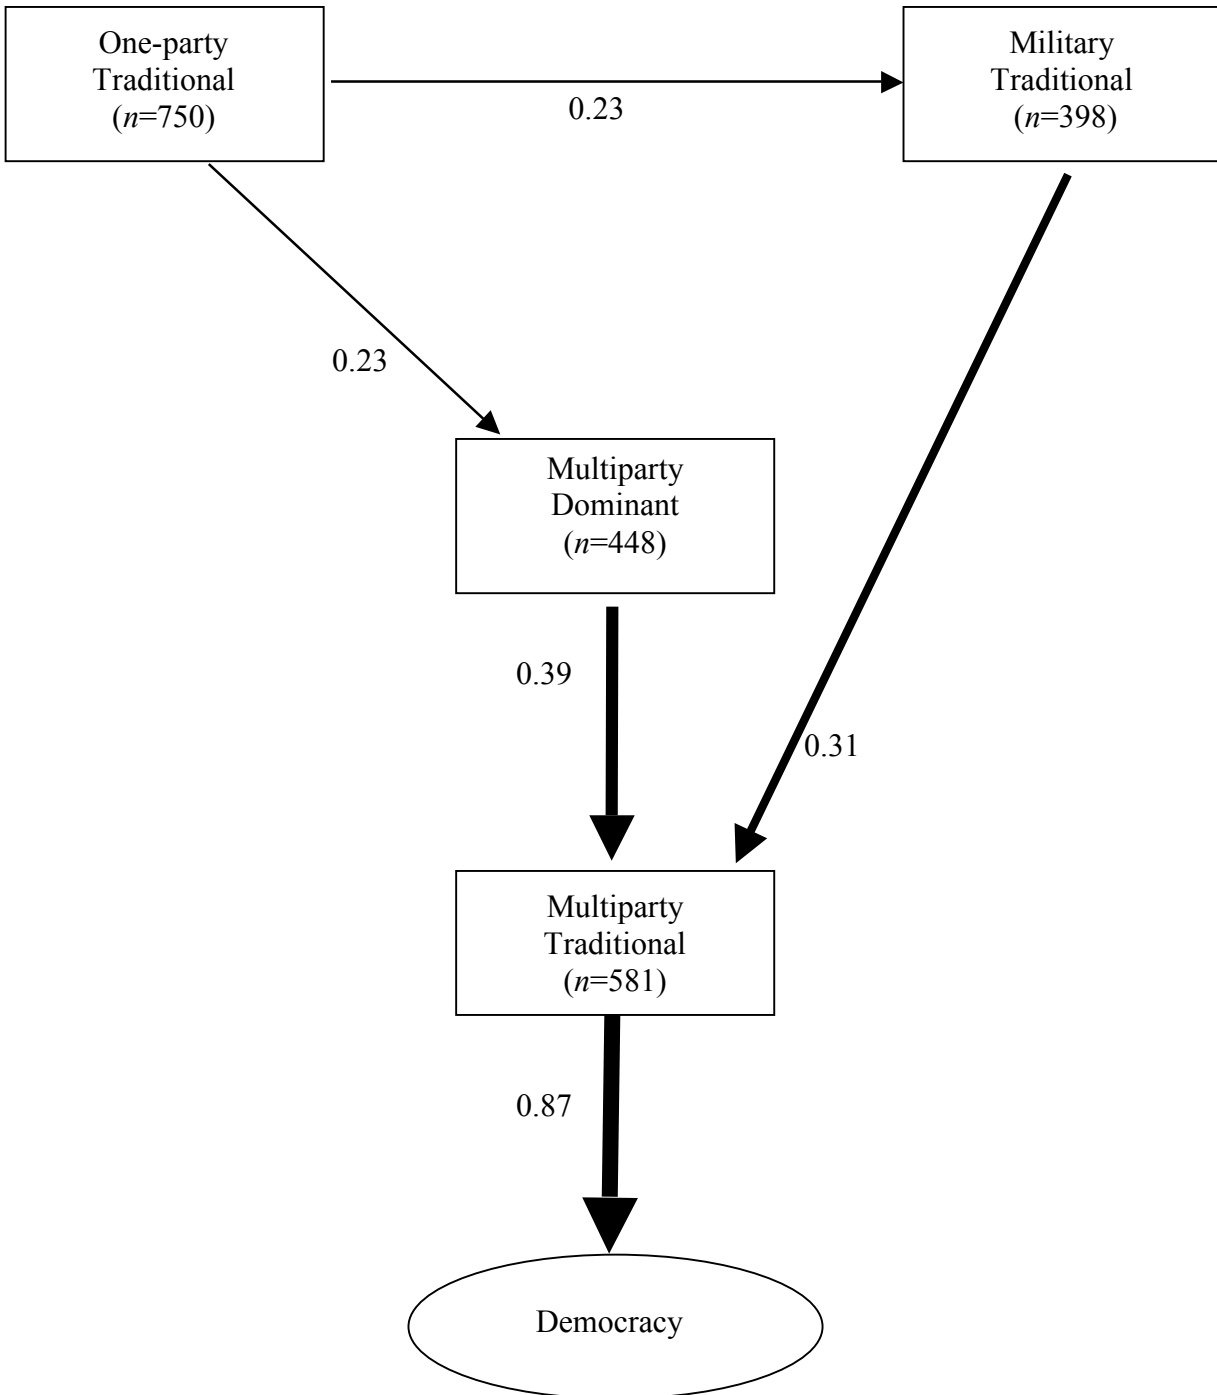 One-party
Traditional
(n=750)
Military
Traditional
(n=398)
0.23
0.23
Multiparty
Dominant
(n=448)
0.39
0.31
Multiparty
Traditional
(n=581)
0.87
Democracy